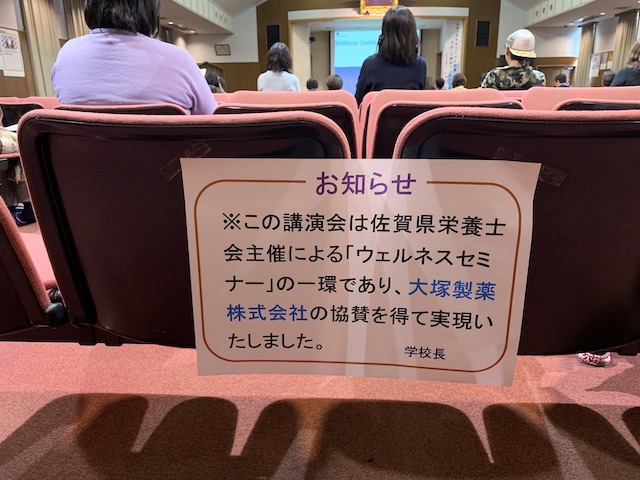 お知らせ
※この講演会は佐賀県栄養士
会主催による「ウェルネスセミ
ナー」の一環であり、大塚製薬
株式会社の協賛を得て実現い
たしました。
学校長